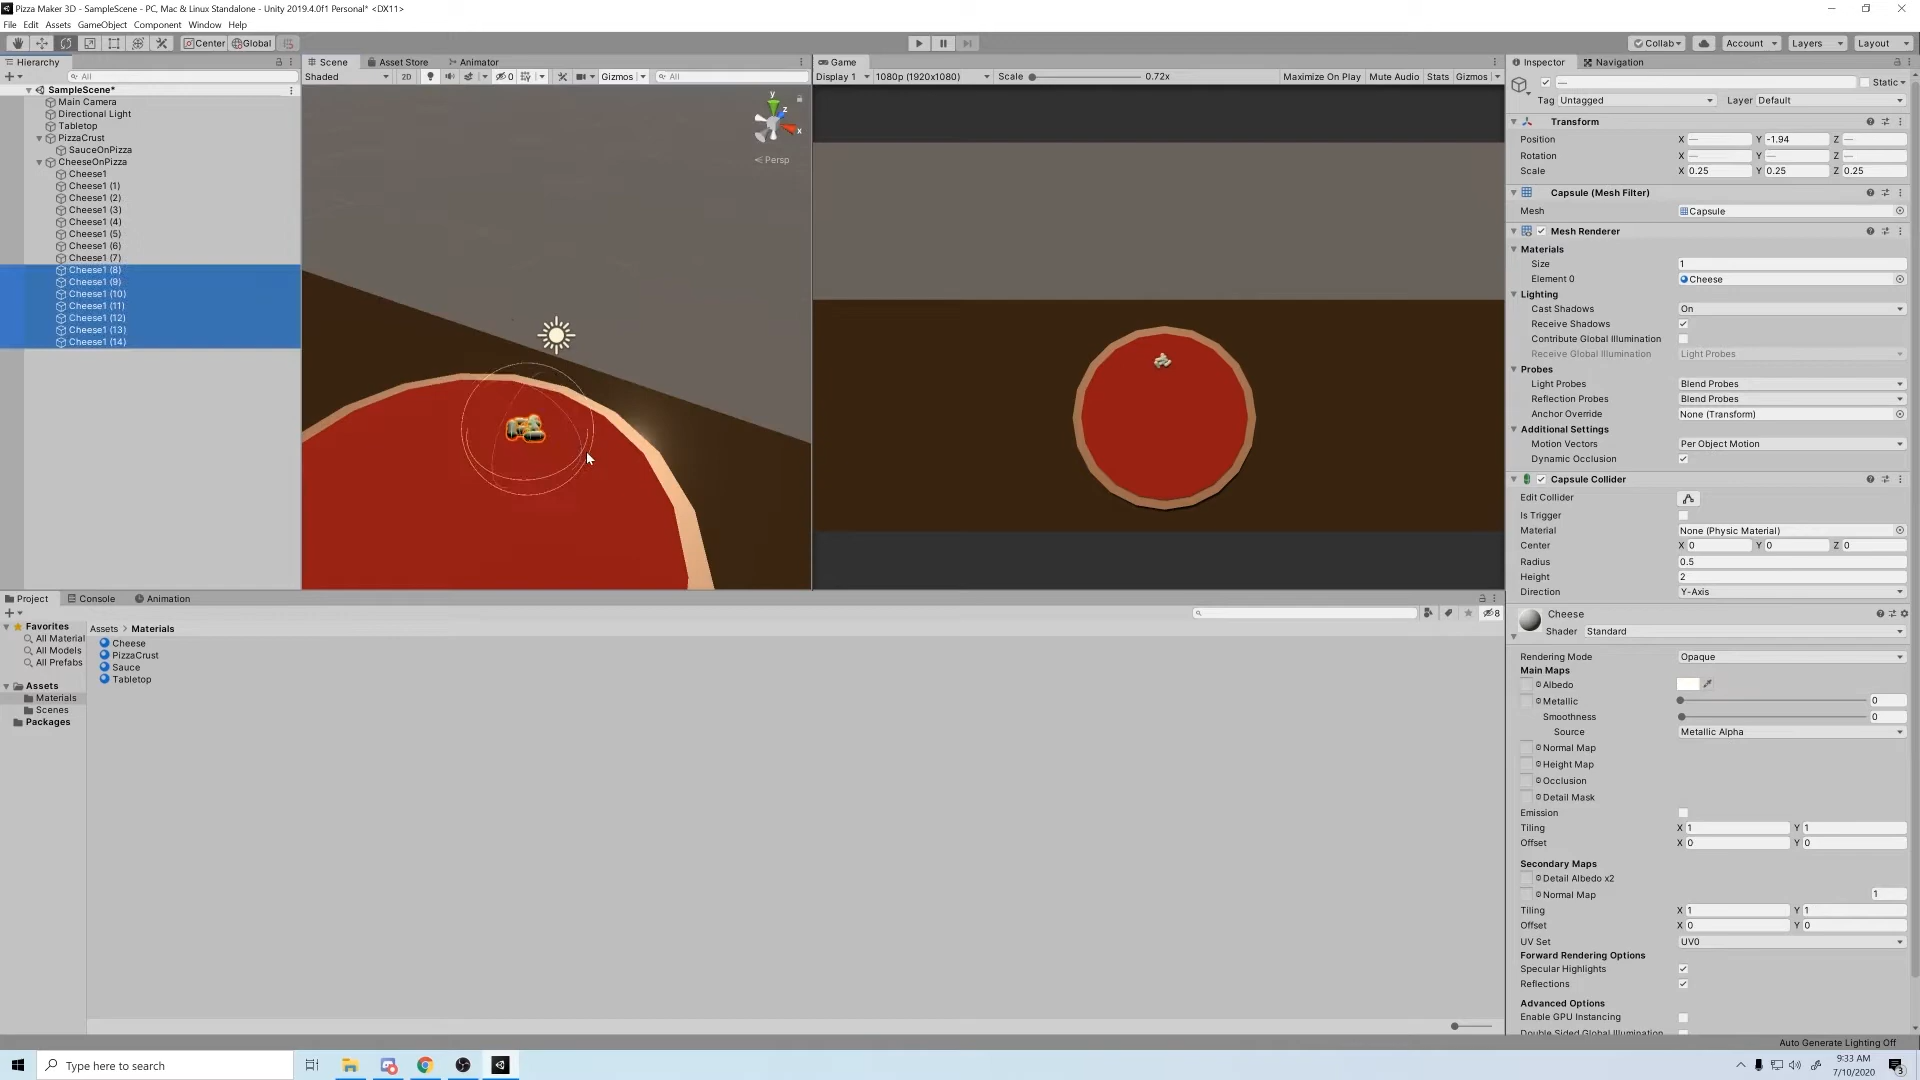 Pizza Maker 3D - SampleScene - PC, Mac & Linux Standalone - Unity 2019.4.0f1 Personal* <DX11>
File Edit Assets GameObject Component Window Help
Center Global Collab Account Layers Layout
Hierarchy
All
SampleScene*
Main Camera
Directional Light
Tabletop
PizzaCrust
SauceOnPizza
CheeseOnPizza
Cheese1
Cheese1 (1)
Cheese1 (2)
Cheese1 (3)
Cheese1 (4)
Cheese1 (5)
Cheese1 (6)
Cheese1 (7)
Cheese1 (8)
Cheese1 (9)
Cheese1 (10)
Cheese1 (11)
Cheese1 (12)
Cheese1 (13)
Cheese1 (14)
Scene Asset Store Animator
Shaded 2D 0 Gizmos All
y
z
x
Persp
Game
Display 1 1080p (1920x1080) Scale 0.72x Maximize On Play Mute Audio Stats Gizmos
Inspector Navigation
— Static
Tag Untagged Layer Default
Transform
Position X — Y -1.94 Z —
Rotation X — Y — Z —
Scale X 0.25 Y 0.25 Z 0.25
Capsule (Mesh Filter)
Mesh Capsule
Mesh Renderer
Materials
Size 1
Element 0 Cheese
Lighting
Cast Shadows On
Receive Shadows
Contribute Global Illumination
Receive Global Illumination Light Probes
Probes
Light Probes Blend Probes
Reflection Probes Blend Probes
Anchor Override None (Transform)
Additional Settings
Motion Vectors Per Object Motion
Dynamic Occlusion
Capsule Collider
Edit Collider
Is Trigger
Material None (Physic Material)
Center X 0 Y 0 Z 0
Radius 0.5
Height 2
Direction Y-Axis
Cheese
Shader Standard
Rendering Mode Opaque
Main Maps
Albedo
Metallic 0
Smoothness 0
Source Metallic Alpha
Normal Map
Height Map
Occlusion
Detail Mask
Emission
Tiling X 1 Y 1
Offset X 0 Y 0
Secondary Maps
Detail Albedo x2
Normal Map 1
Tiling X 1 Y 1
Offset X 0 Y 0
UV Set UV0
Forward Rendering Options
Specular Highlights
Reflections
Advanced Options
Enable GPU Instancing
Double Sided Global Illumination
Auto Generate Lighting Off
Project Console Animation
8
Favorites
All Material
All Models
All Prefabs
Assets
Materials
Scenes
Packages
Assets > Materials
Cheese
PizzaCrust
Sauce
Tabletop
Type here to search
9:33 AM
7/10/2020
3